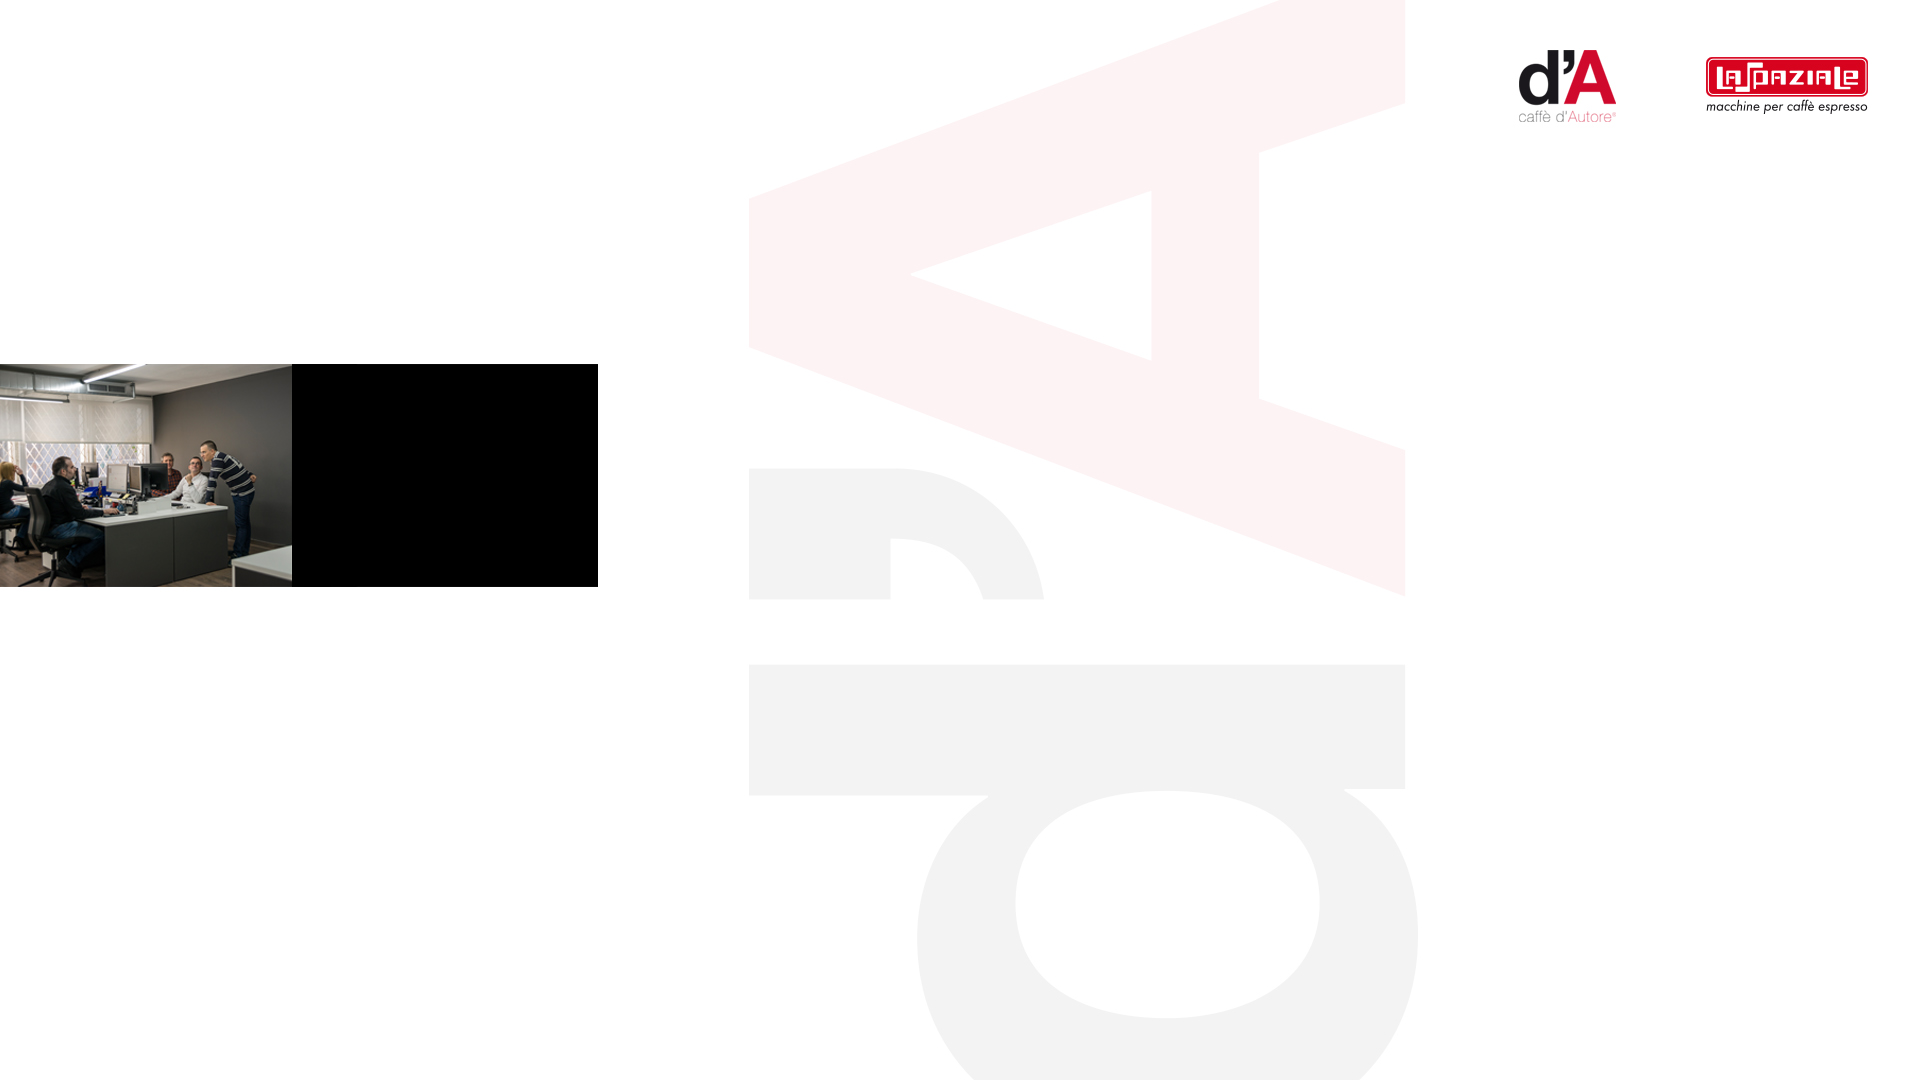 d'A
caffè d'Autore®
LaSpaziale
macchine per caffè espresso
d'A